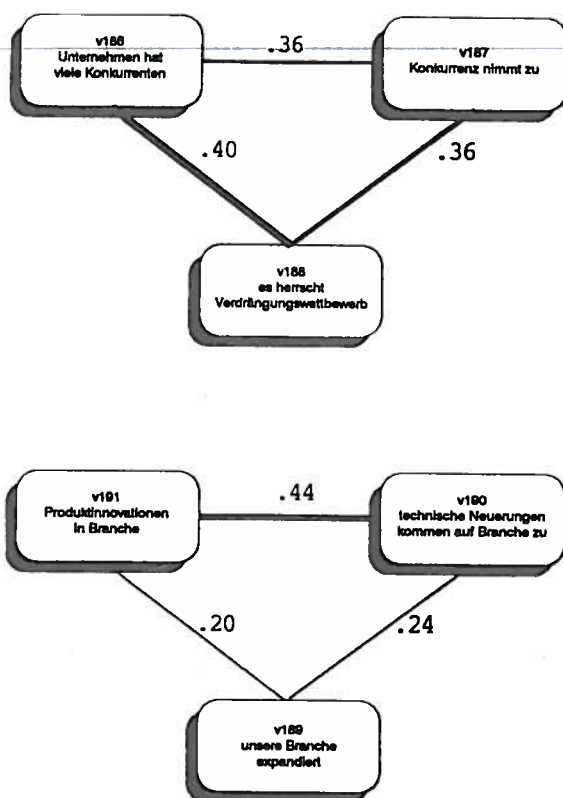 v186
Unternehmen hat
viele Konkurrenten
.36
v187
Konkurrenz nimmt zu
.40
.36
v188
es herrscht
Verdrängungswettbewerb
v191
Produktinnovationen
in Branche
.44
v190
technische Neuerungen
kommen auf Branche zu
.20
.24
v189
unsere Branche
expandiert